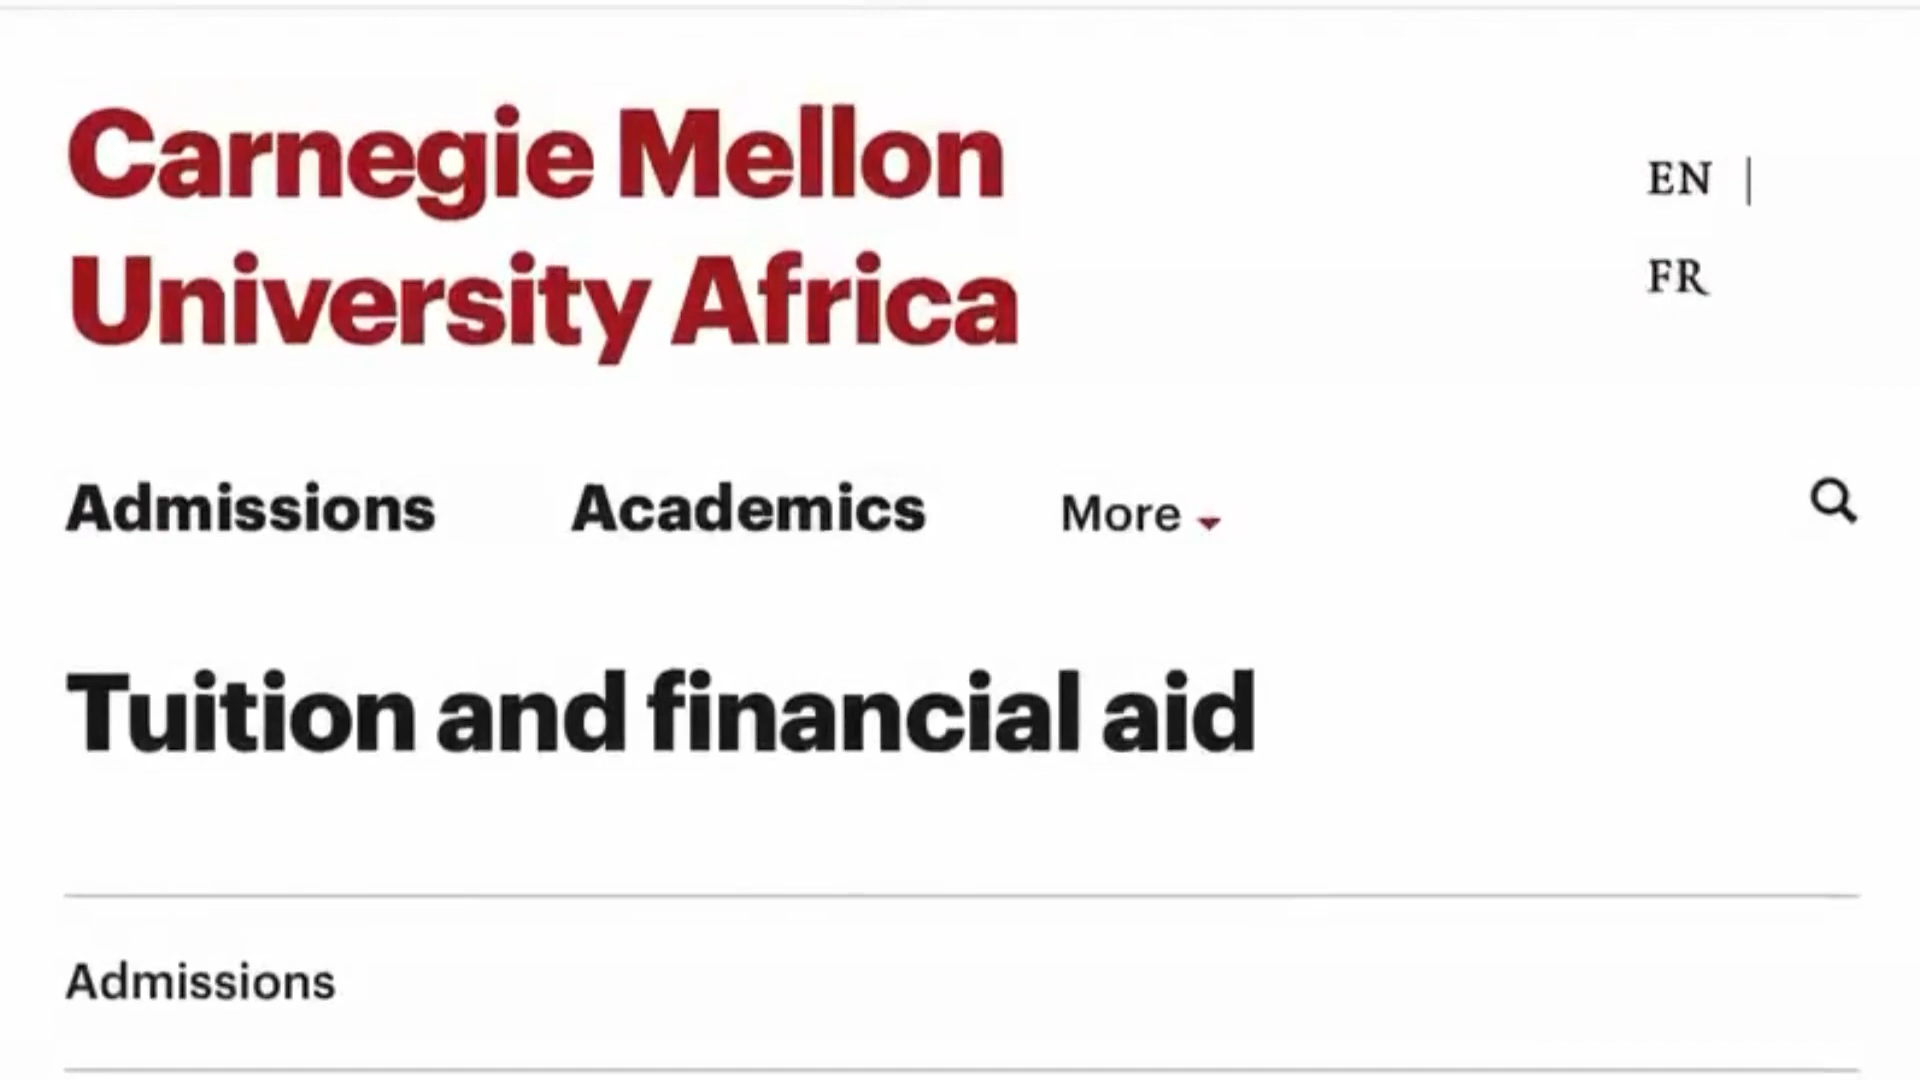 Carnegie Mellon
University Africa
EN |
FR
Admissions Academics More
Tuition and financial aid
Admissions